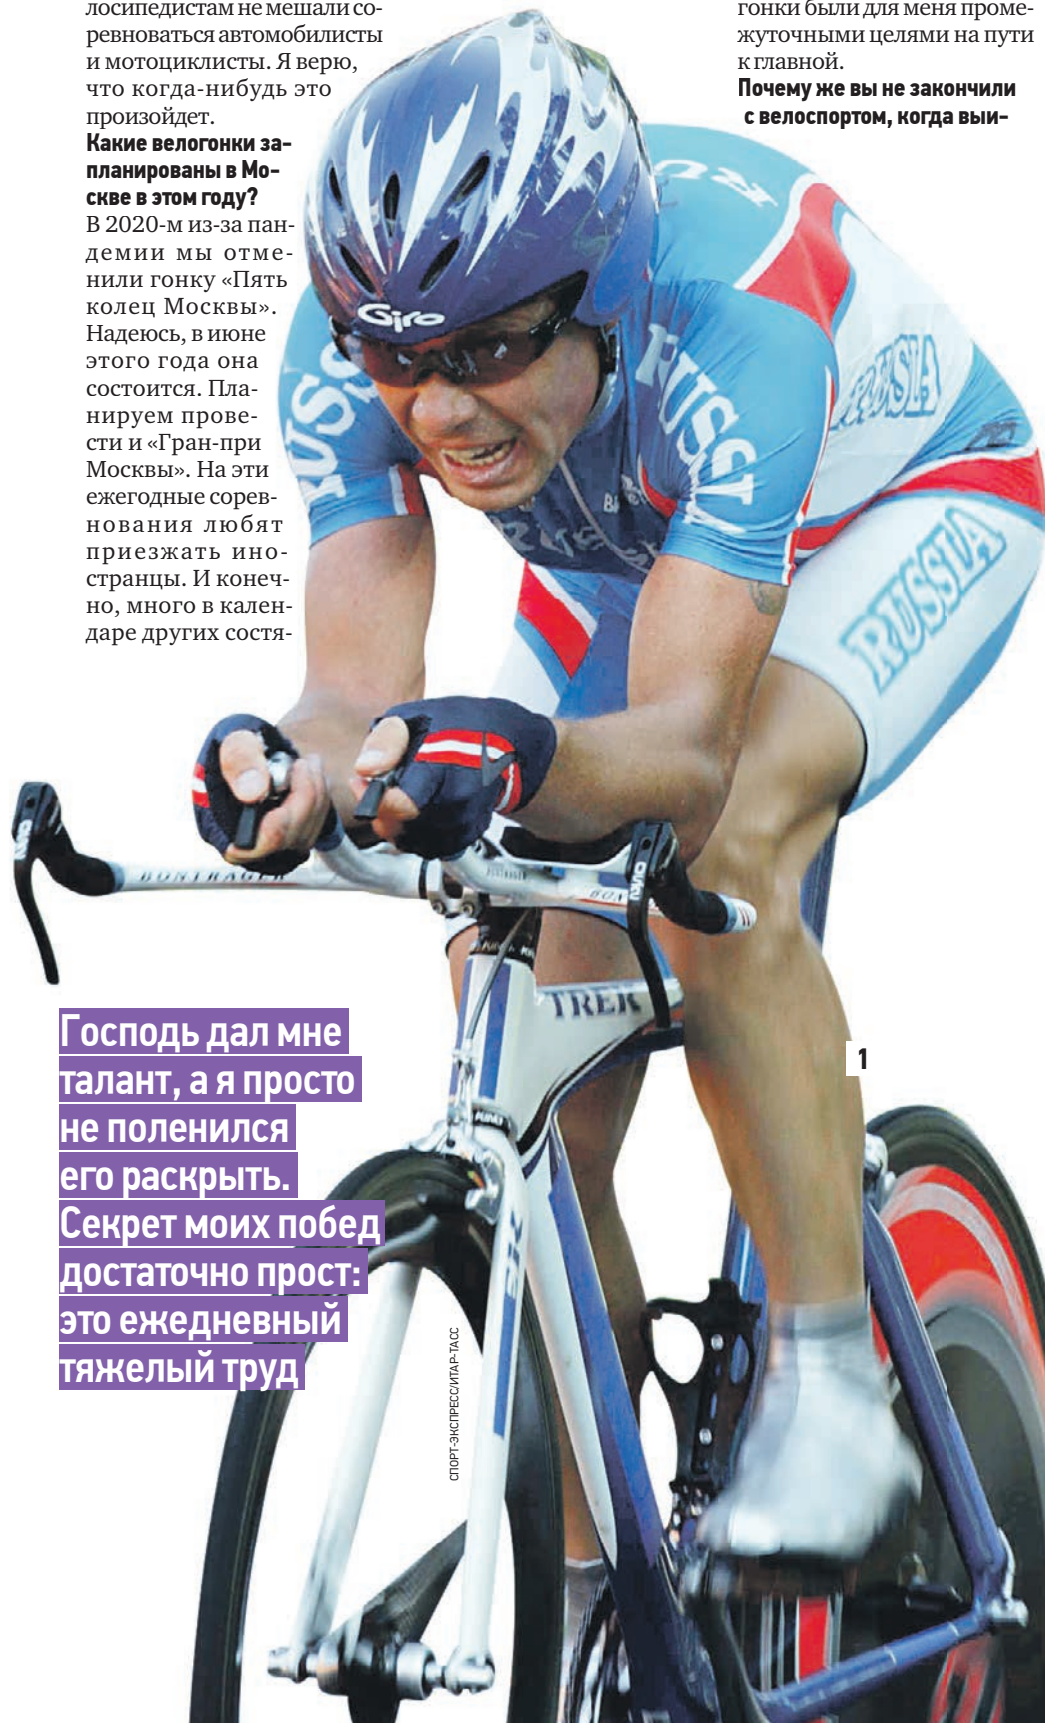 лосипедистам не мешали со-
ревноваться автомобилисты
и мотоциклисты. Я верю,
что когда-нибудь это
произойдет.
Какие велогонки за-
планированы в Мо-
скве в этом году?
В 2020-м из-за пан-
демии мы отме-
нили гонку «Пять
колец Москвы».
Надеюсь, в июне
этого года она
состоится. Пла-
нируем прове-
сти и «Гран-при
Москвы». На эти
ежегодные сорев-
нования любят
приезжать ино-
странцы. И конеч-
но, много в кален-
даре других состя-
гонки были для меня проме-
жуточными целями на пути
к главной.
Почему же вы не закончили
с велоспортом, когда выи-
Giro
RUSSIA
RUSSIA
BONTRAGER
TREK
1
Господь дал мне
талант, а я просто
не поленился
его раскрыть.
Секрет моих побед
достаточно прост:
это ежедневный
тяжелый труд
СПОРТ-ЭКСПРЕСС/ИТАР-ТАСС